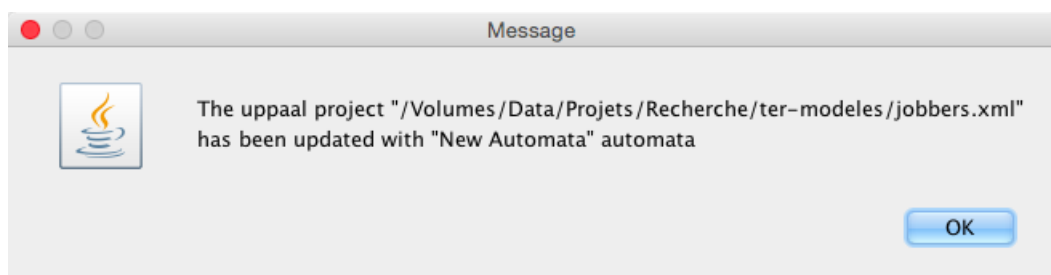 Message
The uppaal project "/Volumes/Data/Projets/Recherche/ter-modeles/jobbers.xml"
has been updated with "New Automata" automata
OK